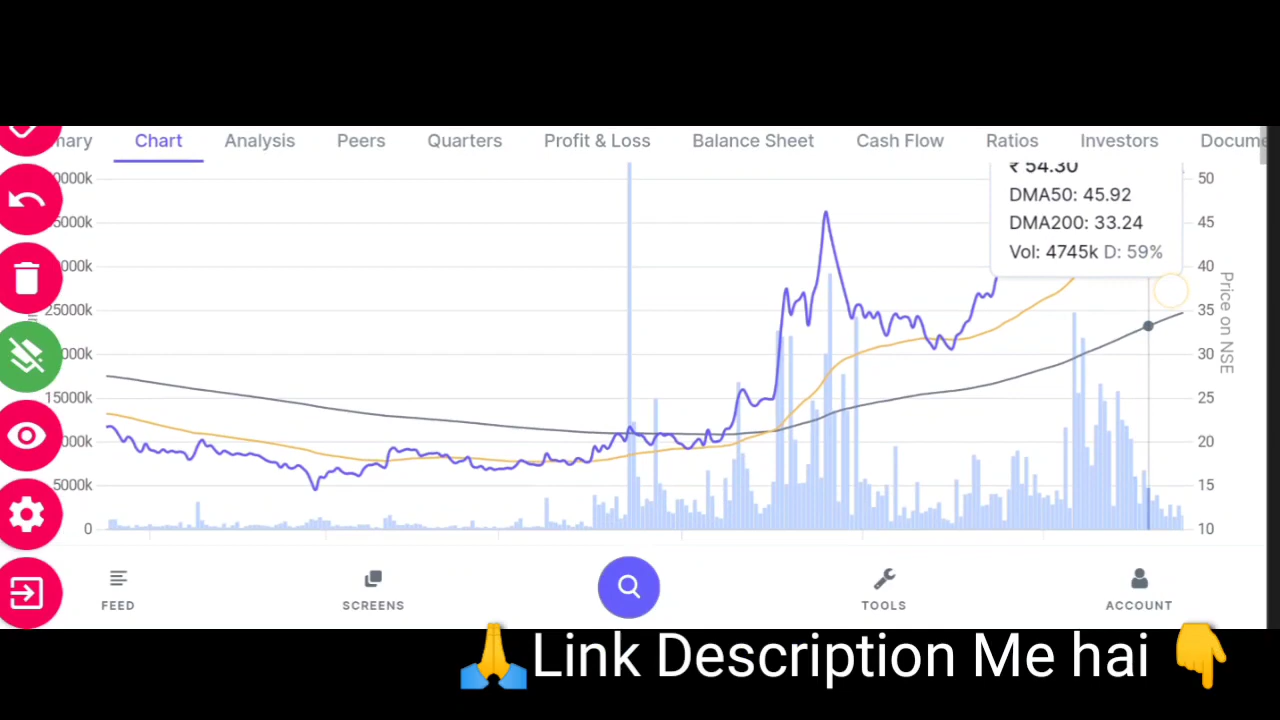 Chart Analysis Peers Quarters Profit & Loss Balance Sheet Cash Flow Ratios Investors
₹ 54.30
DMA50: 45.92
DMA200: 33.24
Vol: 4745k D: 59%
25000k
15000k
5000k
0
50
45
40
35
30
25
20
15
10
Price on NSE
FEED SCREENS TOOLS ACCOUNT
🙏Link Description Me hai 👇